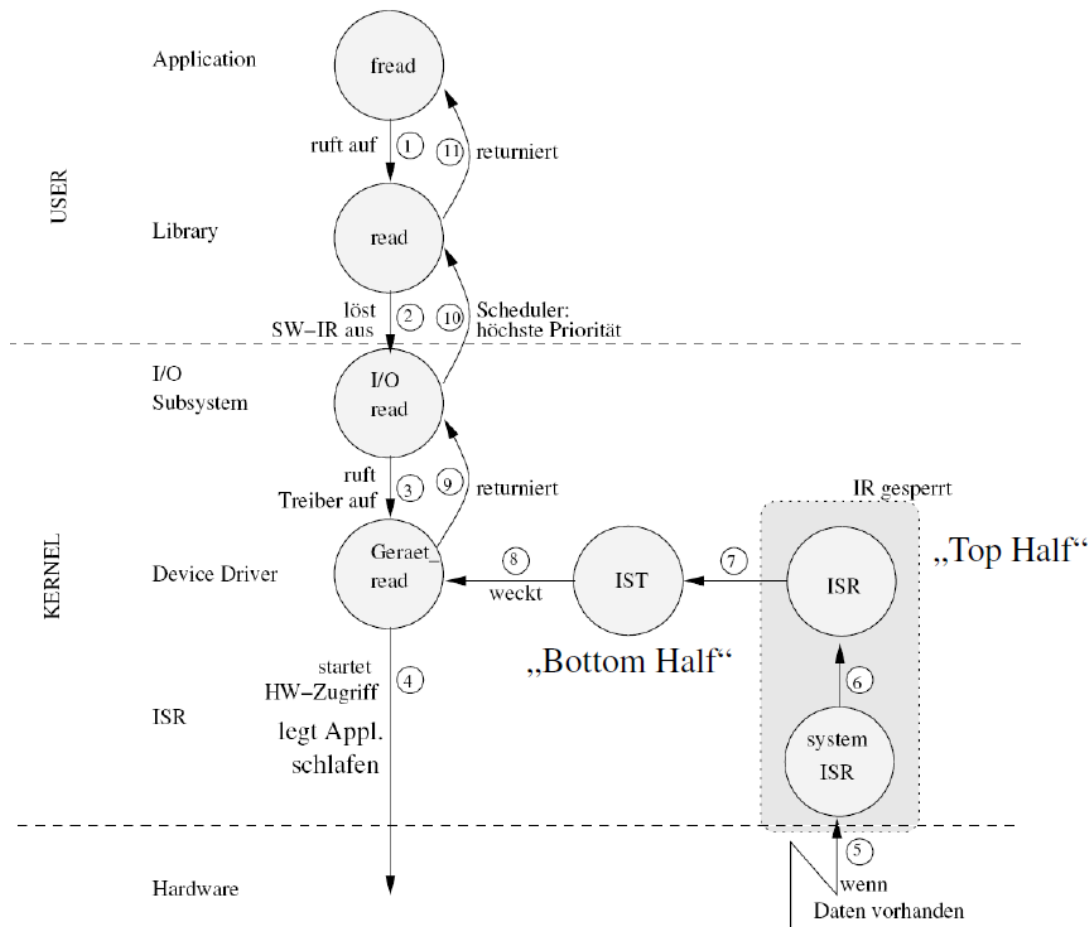 Application
fread
ruft auf
1
11
returniert
USER
Library
read
löst
SW-IR aus
2
10
Scheduler:
höchste Priorität
I/O
Subsystem
I/O
read
ruft
Treiber auf
3
9
returniert
IR gesperrt
KERNEL
Device Driver
Geraet_
read
8
weckt
IST
7
ISR
„Top Half“
„Bottom Half“
startet
HW-Zugriff
4
legt Appl.
schlafen
ISR
6
system
ISR
5
wenn
Daten vorhanden
Hardware